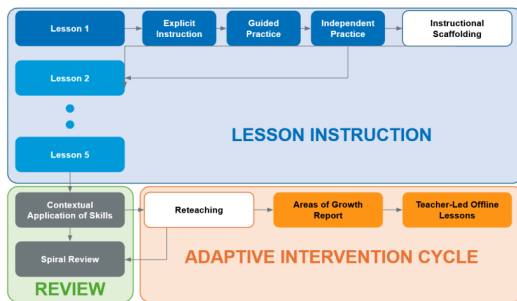 Lesson 1
Explicit
Instruction
Guided
Practice
Independent
Practice
Instructional
Scaffolding
Lesson 2
Lesson 5
LESSON INSTRUCTION
Contextual
Application of Skills
Reteaching
Areas of Growth
Report
Teacher-Led Offline
Lessons
Spiral Review
REVIEW
ADAPTIVE INTERVENTION CYCLE